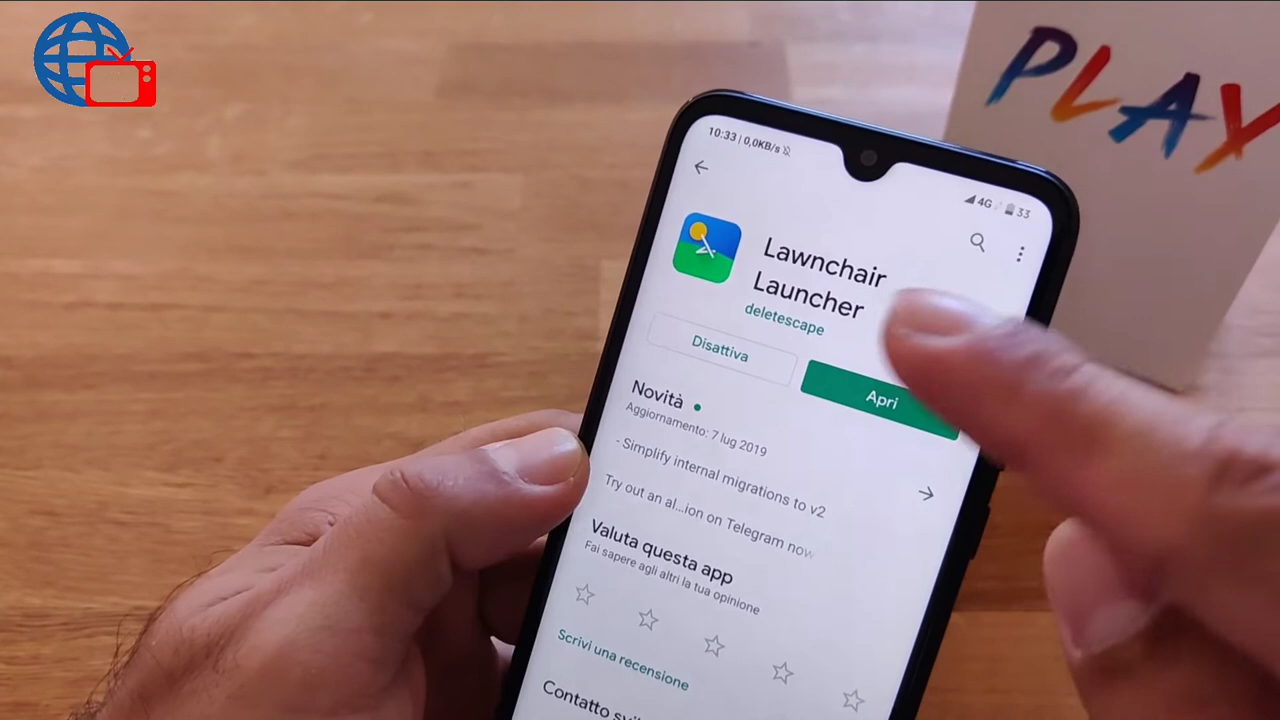 PLAY
10:33 | 0,0KB/s
4G 33
Lawnchair
Launcher
deletescape
Disattiva
Apri
Novità
Aggiornamento: 7 lug 2019
- Simplify internal migrations to v2
Try out an al...ion on Telegram now
Valuta questa app
Fai sapere agli altri la tua opinione
Scrivi una recensione
Contatto svil